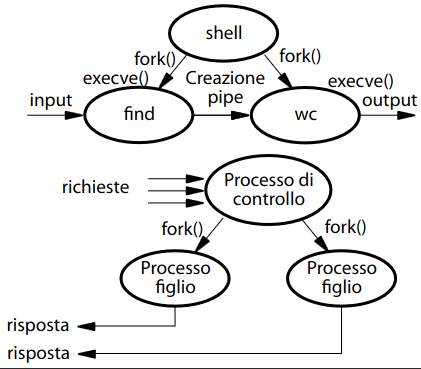 shell
fork()
fork()
execve()
Creazione
pipe
execve()
input
find
wc
output
richieste
Processo di
controllo
fork()
fork()
Processo
figlio
Processo
figlio
risposta
risposta